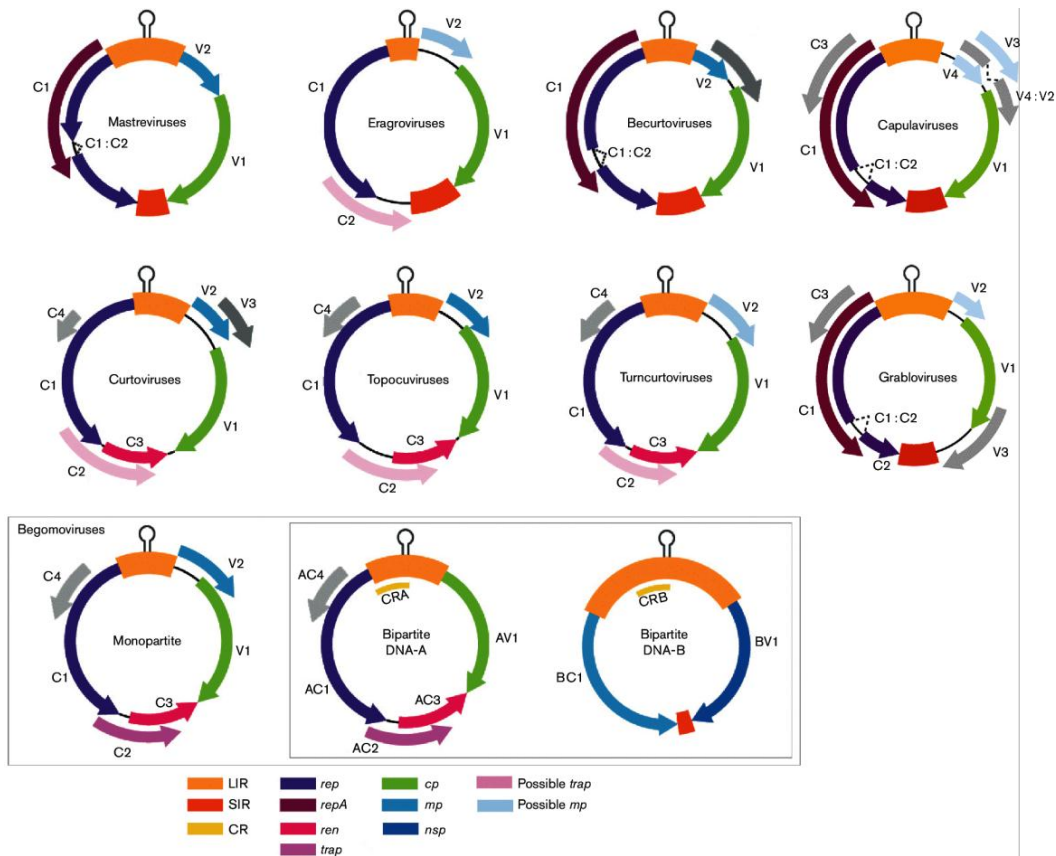 V2
C1
Mastreviruses
C1 : C2
V1
V2
C1
Eragroviruses
V1
C2
C1
V2
Becurtoviruses
C1 : C2
V1
C3
V3
V4
V4 : V2
Capulaviruses
C1 : C2
C1
V1
C4
V2
V3
C1
Curtoviruses
V1
C3
C2
C4
V2
C1
Topocuviruses
V1
C3
C2
C4
V2
C1
Turncurtoviruses
V1
C3
C2
C3
V2
Grabloviruses
V1
C1 : C2
C1
C2
V3
Begomoviruses
C4
V2
Monopartite
C1
V1
C3
C2
AC4
CRA
Bipartite
DNA-A
AV1
AC1
AC3
AC2
CRB
Bipartite
DNA-B
BC1
BV1
LIR
rep
cp
Possible trap
SIR
repA
mp
Possible mp
CR
ren
nsp
trap